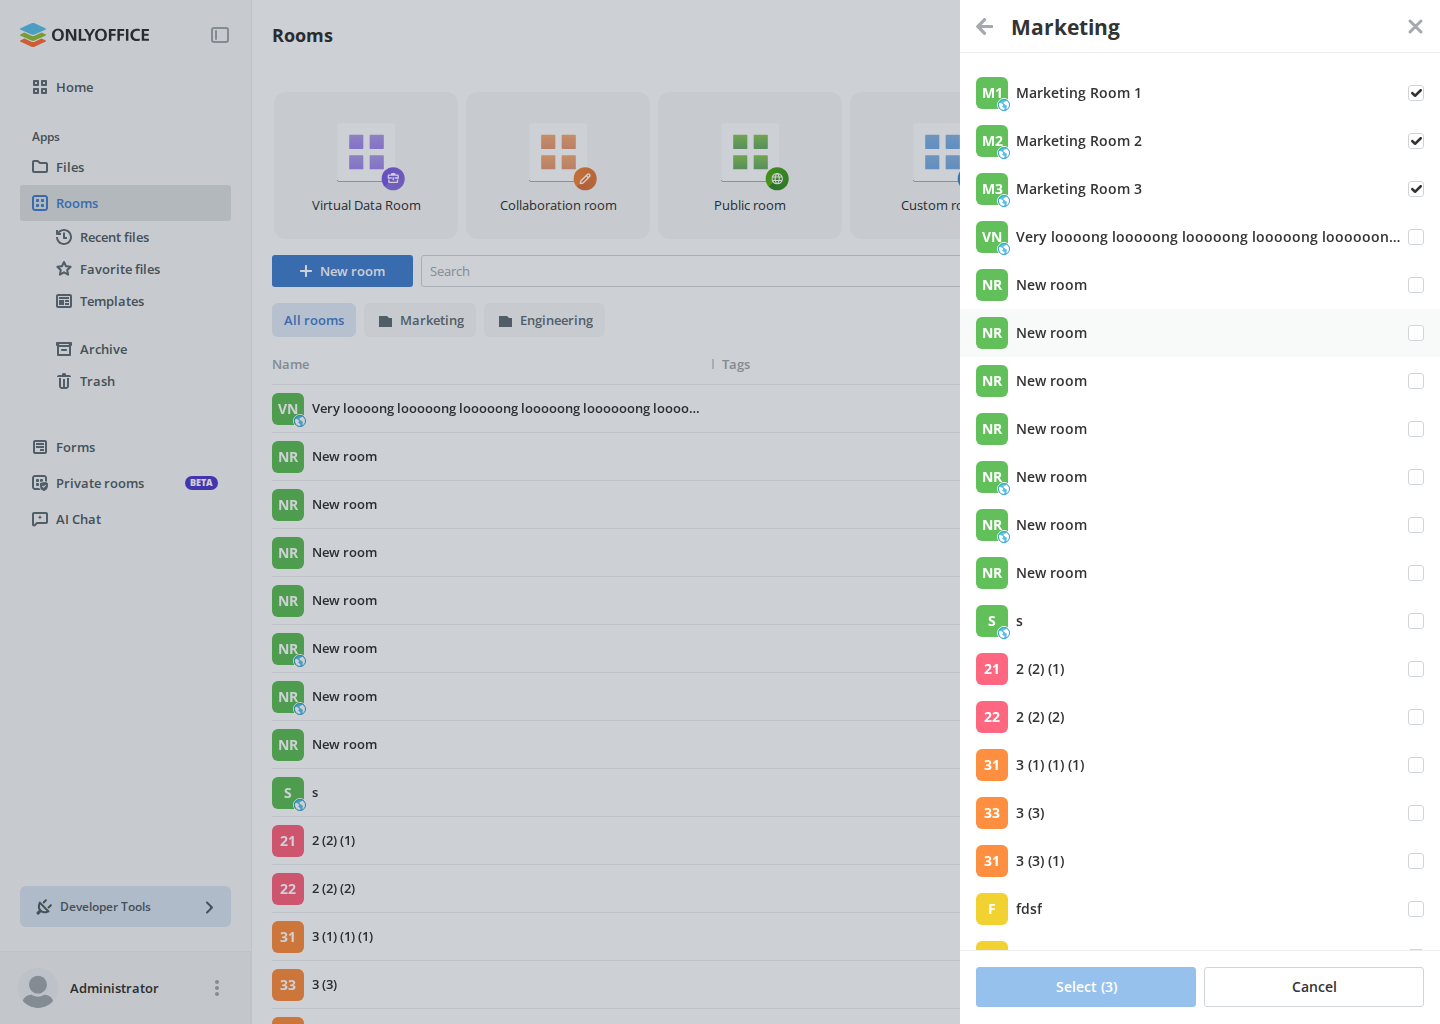 ONLYOFFICE
Home
Apps
Files
Rooms
Recent files
Favorite files
Templates
Archive
Trash
Forms
Private rooms BETA
AI Chat
Developer Tools
Administrator
Rooms
Virtual Data Room
Collaboration room
Public room
Custom ro
New room
Search
All rooms
Marketing
Engineering
Name
Tags
VN Very loooong looooong looooong looooong loooooong loooo...
NR New room
NR New room
NR New room
NR New room
NR New room
NR New room
NR New room
S s
21 2 (2) (1)
22 2 (2) (2)
31 3 (1) (1) (1)
33 3 (3)
Marketing
M1 Marketing Room 1
M2 Marketing Room 2
M3 Marketing Room 3
VN Very loooong looooong looooong looooong loooooon...
NR New room
NR New room
NR New room
NR New room
NR New room
NR New room
NR New room
S s
21 2 (2) (1)
22 2 (2) (2)
31 3 (1) (1) (1)
33 3 (3)
31 3 (3) (1)
F fdsf
Select (3)
Cancel